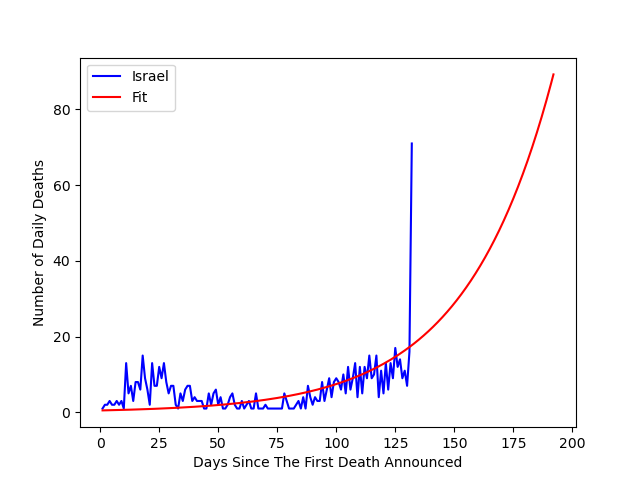 Israel
Fit
Number of Daily Deaths
80
60
40
20
0
0 25 50 75 100 125 150 175 200
Days Since The First Death Announced